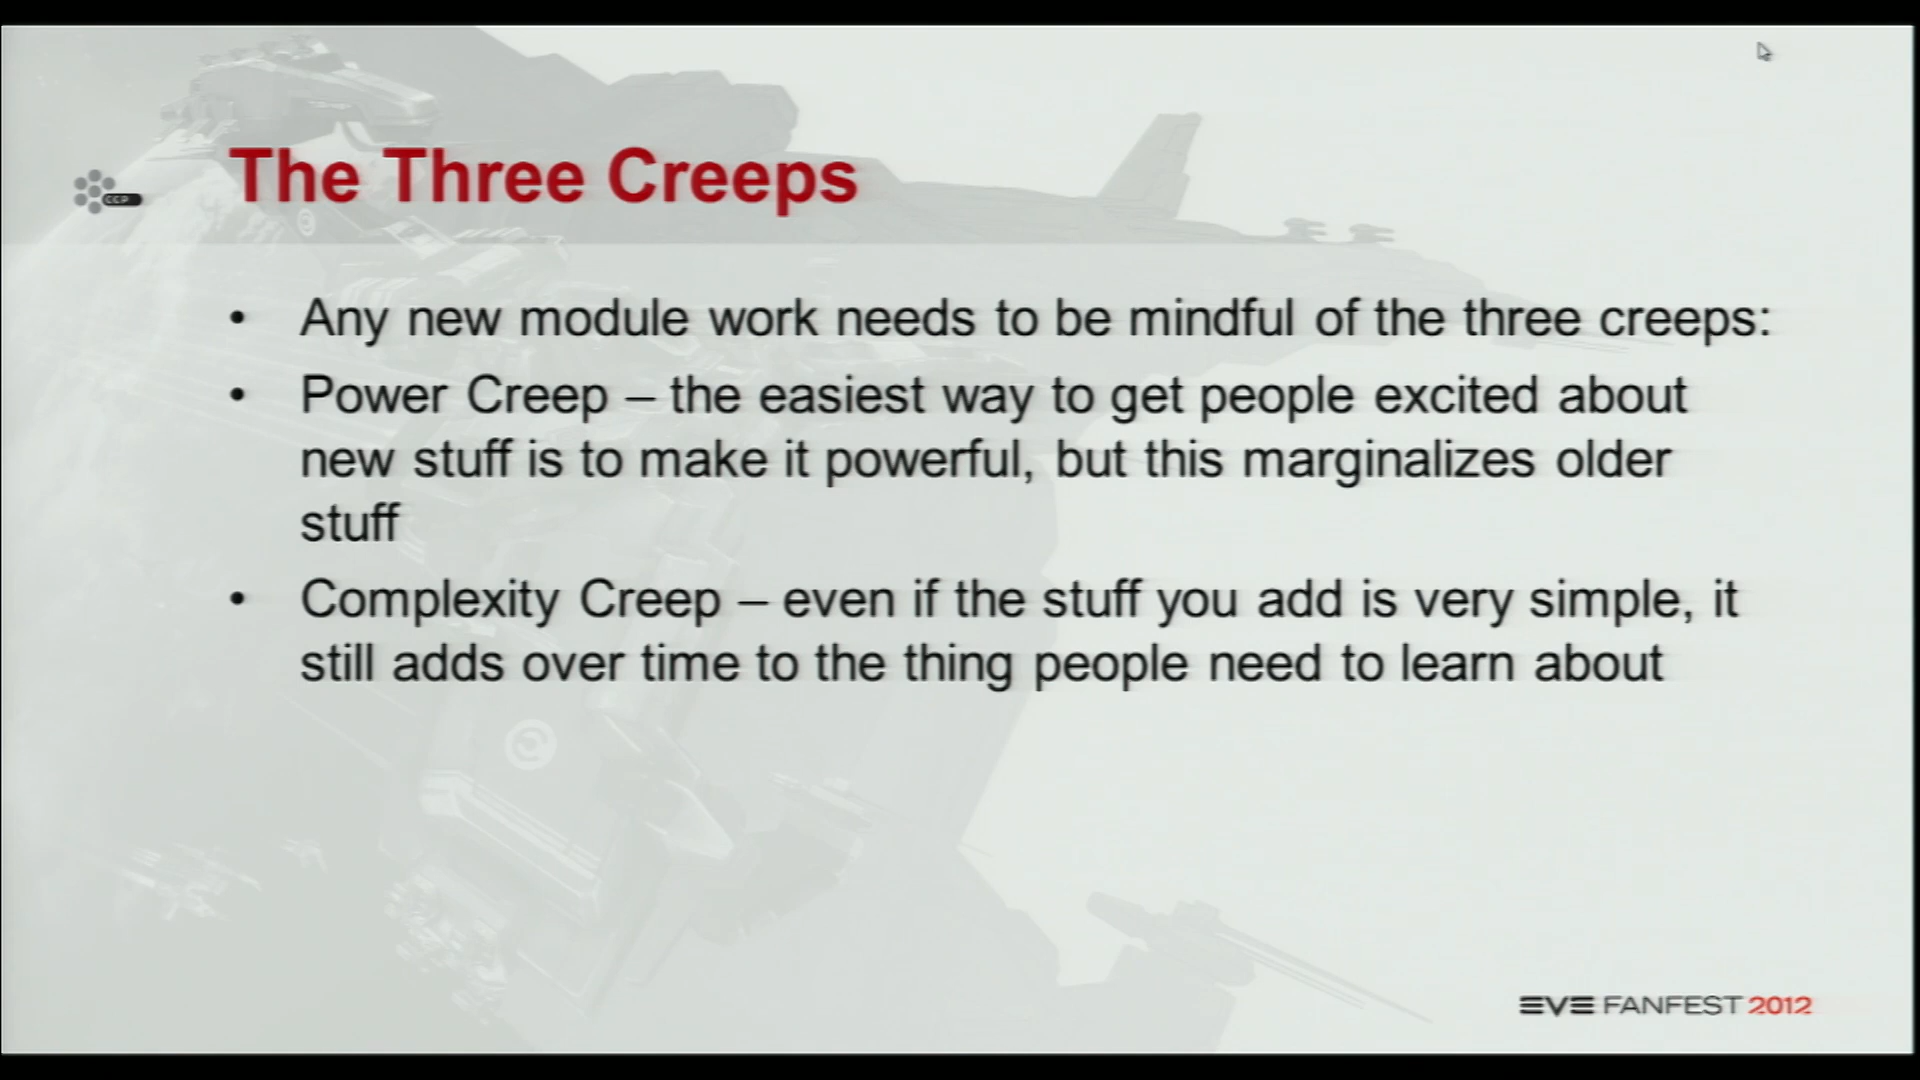 The Three Creeps
CCP
• Any new module work needs to be mindful of the three creeps:
• Power Creep – the easiest way to get people excited about
new stuff is to make it powerful, but this marginalizes older
stuff
• Complexity Creep – even if the stuff you add is very simple, it
still adds over time to the thing people need to learn about
EVE FANFEST 2012